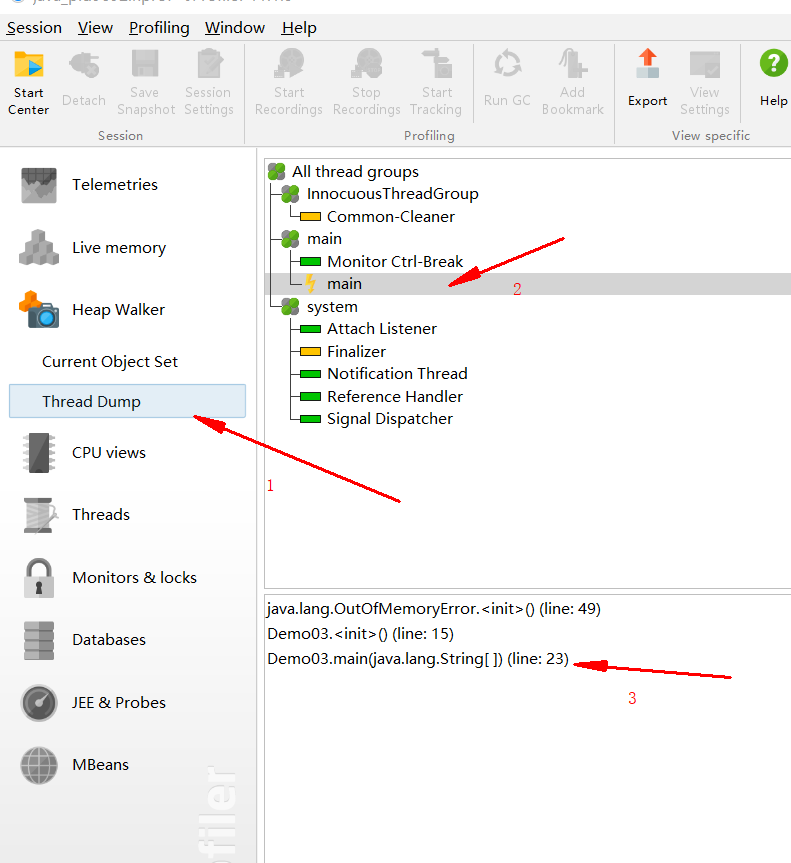 Session View Profiling Window Help
Start Center
Detach
Save Snapshot
Session Settings
Start Recordings
Stop Recordings
Start Tracking
Run GC
Add Bookmark
Export
View Settings
Help
Session
Profiling
View specific
Telemetries
Live memory
Heap Walker
Current Object Set
Thread Dump
CPU views
Threads
Monitors & locks
Databases
JEE & Probes
MBeans
All thread groups
InnocuousThreadGroup
Common-Cleaner
main
Monitor Ctrl-Break
main
2
system
Attach Listener
Finalizer
Notification Thread
Reference Handler
Signal Dispatcher
1
java.lang.OutOfMemoryError.<init>() (line: 49)
Demo03.<init>() (line: 15)
Demo03.main(java.lang.String[ ]) (line: 23)
3